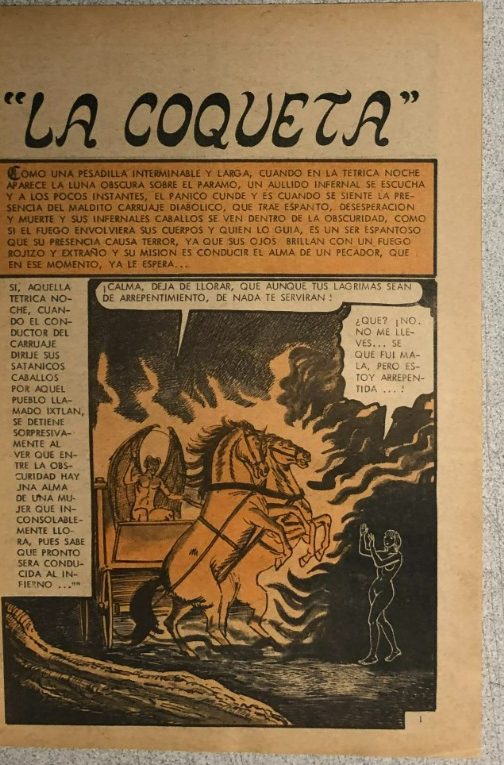 "LA COQUETA"
COMO UNA PESADILLA INTERMINABLE Y LARGA, CUANDO EN LA TETRICA NOCHE
APARECE LA LUNA OBSCURA SOBRE EL PARAMO, UN AULLIDO INFERNAL SE ESCUCHA
Y A LOS POCOS INSTANTES, EL PANICO CUNDE Y ES CUANDO SE SIENTE LA PRE-
SENCIA DEL MALDITO CARRUAJE DIABOLICO, QUE TRAE ESPANTO, DESESPERACION
Y MUERTE Y SUS INFERNALES CABALLOS SE VEN DENTRO DE LA OBSCURIDAD, COMO
SI EL FUEGO ENVOLVIERA SUS CUERPOS Y QUIEN LO GUIA, ES UN SER ESPANTOSO
QUE SU PRESENCIA CAUSA TERROR, YA QUE SUS OJOS BRILLAN CON UN FUEGO
ROJIZO Y EXTRAÑO Y SU MISION ES CONDUCIR EL ALMA DE UN PECADOR, QUE
EN ESE MOMENTO, YA LE ESPERA...
SI, AQUELLA
TETRICA NO-
CHE, CUAN-
DO EL CON-
DUCTOR DEL
CARRUAJE
DIRIJE SUS
SATANICOS
CABALLOS
POR AQUEL
PUEBLO LLA-
MADO IXTLAN,
SE DETIENE
SORPRESIVA-
MENTE AL
VER QUE EN-
TRE LA OBS-
CURIDAD HAY
UNA ALMA
DE UNA MU-
JER QUE IN-
CONSOLABLE-
MENTE LLO-
RA, PUES SABE
QUE PRONTO
SERA CONDU-
CIDA AL IN-
FIERNO ...""
¡CALMA, DEJA DE LLORAR, QUE AUNQUE TUS LAGRIMAS SEAN
DE ARREPENTIMIENTO, DE NADA TE SERVIRAN!
¿QUE? ¡NO,
NO ME LLE-
VES... SE
QUE FUI MA-
LA, PERO ES-
TOY ARREPEN-
TIDA ...!
1